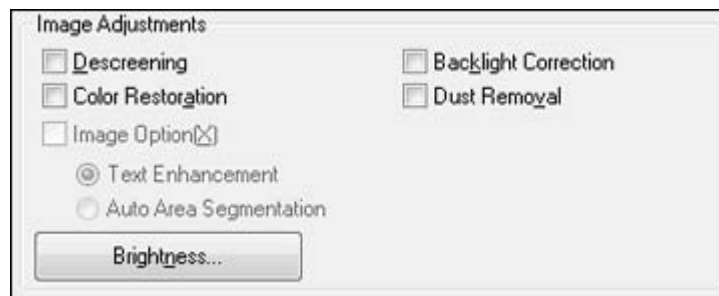 Image Adjustments
Descreening
Backlight Correction
Color Restoration
Dust Removal
Image Option(X)
Text Enhancement
Auto Area Segmentation
Brightness...